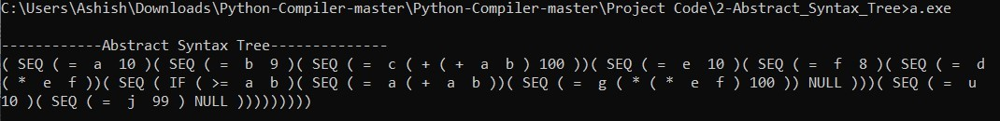 C:\Users\Ashish\Downloads\Python-Compiler-master\Python-Compiler-master\Project Code\2-Abstract_Syntax_Tree>a.exe
------------Abstract Syntax Tree--------------
( SEQ ( =  a  10 )( SEQ ( =  b  9 )( SEQ ( =  c ( + ( +  a  b ) 100 ))( SEQ ( =  e  10 )( SEQ ( =  f  8 )( SEQ ( =  d
( *  e  f ))( SEQ ( IF ( >=  a  b )( SEQ ( =  a ( +  a  b ))( SEQ ( =  g ( * ( *  e  f ) 100 )) NULL )))( SEQ ( =  u
10 )( SEQ ( =  j  99 ) NULL )))))))))